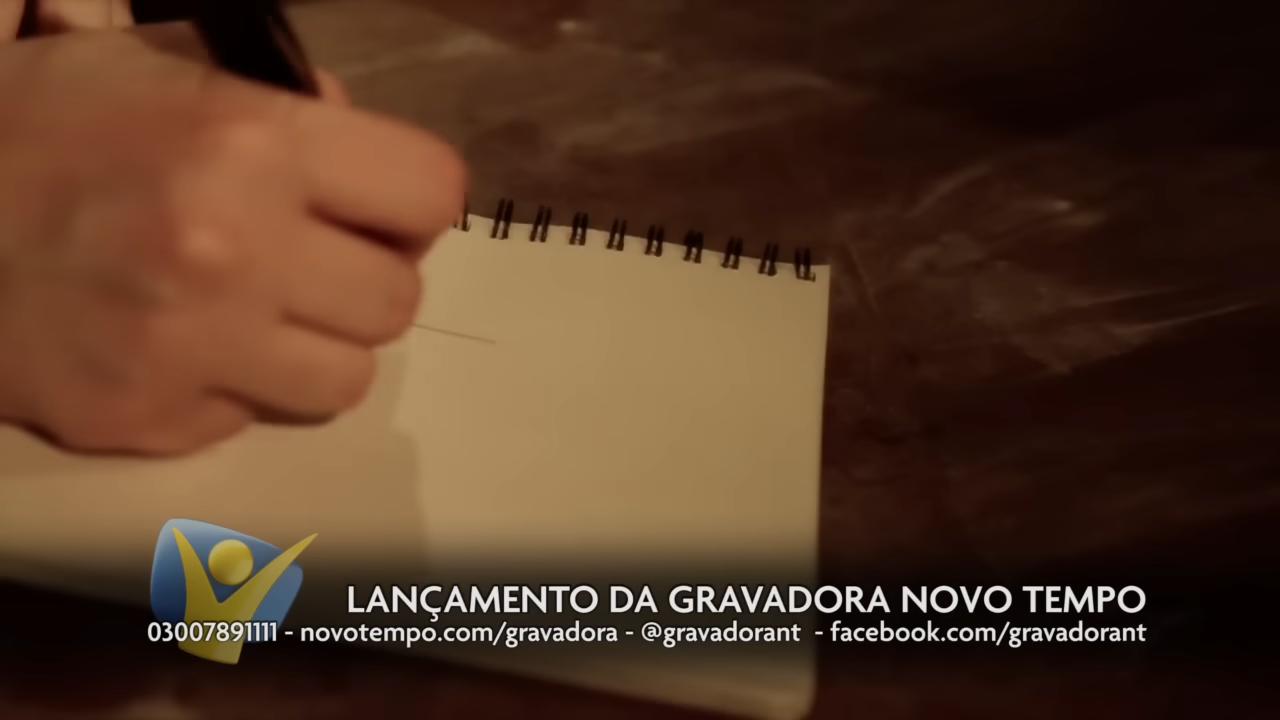 LANÇAMENTO DA GRAVADORA NOVO TEMPO
03007891111 - novotempo.com/gravadora - @gravadorant - facebook.com/gravadorant